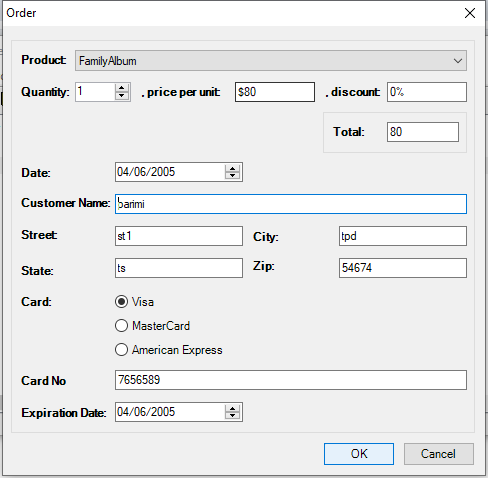 Order
Product: FamilyAlbum
Quantity: 1 , price per unit: $80 , discount: 0%
Total: 80
Date: 04/06/2005
Customer Name: barimi
Street: st1 City: tpd
State: ts Zip: 54674
Card: Visa
MasterCard
American Express
Card No 7656589
Expiration Date: 04/06/2005
OK Cancel